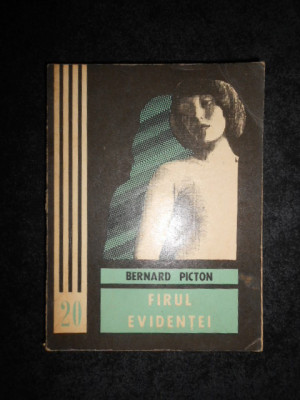 BERNARD PICTON
20
FIRUL
EVIDENȚEI